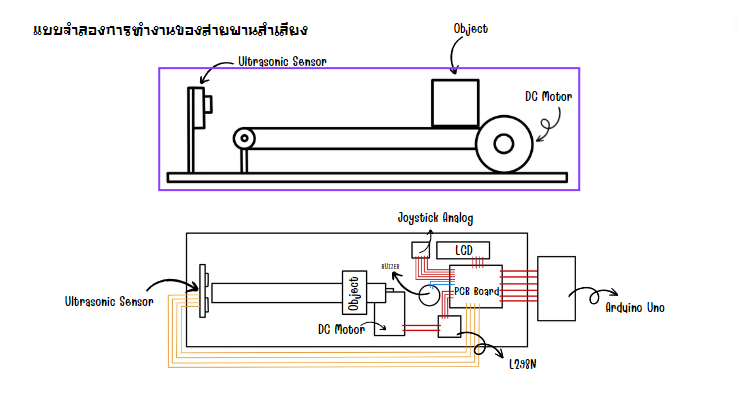 แบบจำลองการทำงานของสายพานลำเลียง
Object
Ultrasonic Sensor
DC Motor
Joystick Analog
LCD
BUZZER
PCB Board
Object
Ultrasonic Sensor
Arduino Uno
DC Motor
L298N